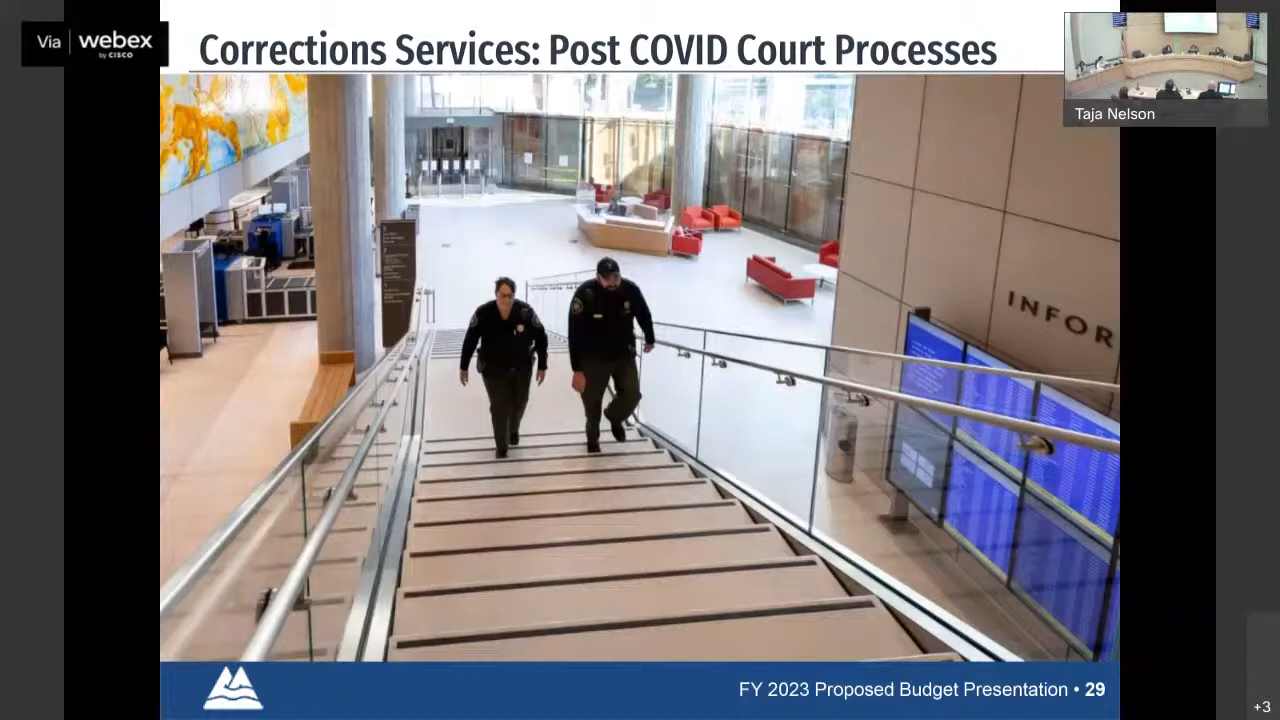 Via webex
by CISCO
Corrections Services: Post COVID Court Processes
Taja Nelson
INFOR
FY 2023 Proposed Budget Presentation • 29
+3